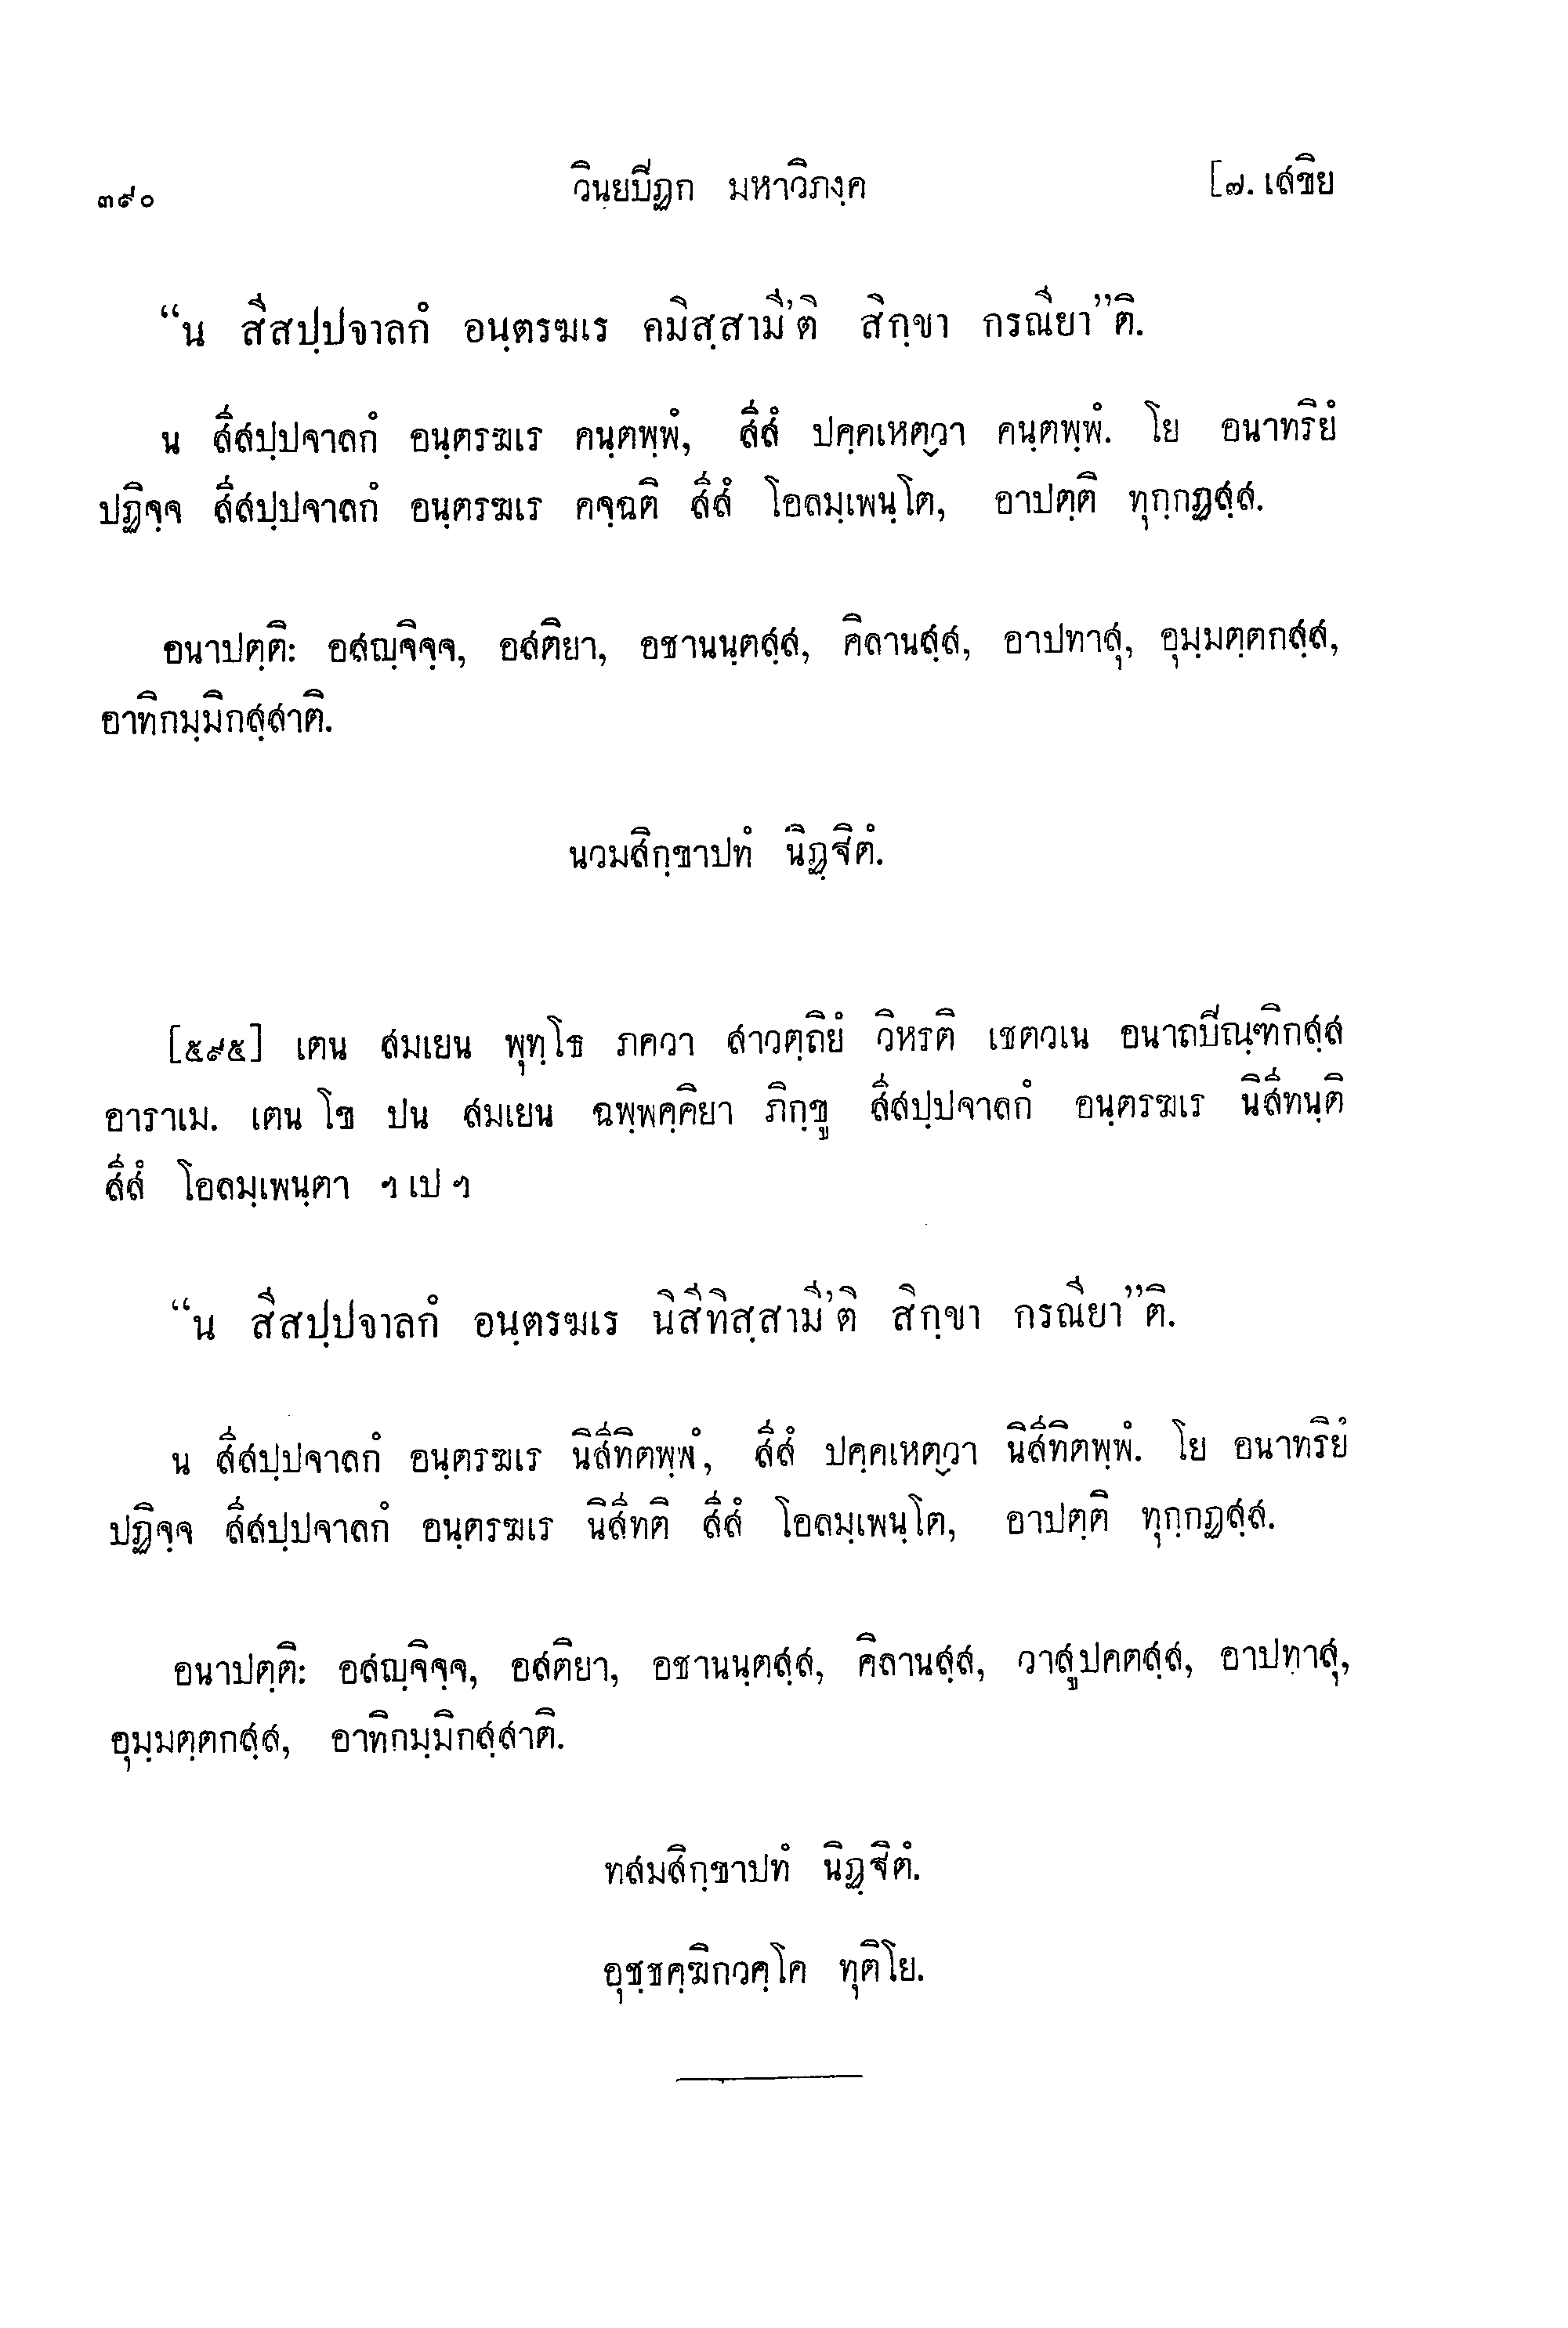 ๓๙๐ วินฺยปีฏก มหาวิภงฺค [๗. เสขิย
“น สีสปฺปจาลกํ อนฺตรฆเร คมิสฺสามี’ติ สิกฺขา กรณียา”ติ.
น สีสปฺปจาลกํ อนฺตรฆเร คนฺตพฺพํ, สีสํ ปคฺคเหตฺวา คนฺตพฺพํ. โย อนาทริยํ
ปฏิจฺจ สีสปฺปจาลกํ อนฺตรฆเร คจฺฉติ สีสํ โอลมฺเพนฺโต, อาปตฺติ ทุกฺกฏสฺส.
อนาปตฺติ: อสญฺจิจฺจ, อสติยา, อชานนฺตสฺส, คิลานสฺส, อาปทาสุ, อุมฺมตฺตกสฺส,
อาทิกมฺมิกสฺสาติ.
นวมสิกฺขาปทํ นิฏฺฐิตํ.
[๕๙๕] เตน สมเยน พุทฺโธ ภควา สาวตฺถิยํ วิหรติ เชตวเน อนาถปีณฺฑิกสฺส
อาราเม. เตน โข ปน สมเยน ฉพฺพคฺคิยา ภิกฺขู สีสปฺปจาลกํ อนฺตรฆเร นิสีทนฺติ
สีสํ โอลมฺเพนฺตา ฯ เป ฯ
“น สีสปฺปจาลกํ อนฺตรฆเร นิสีทิสฺสามี’ติ สิกฺขา กรณียา”ติ.
น สีสปฺปจาลกํ อนฺตรฆเร นิสีทิตพฺพํ, สีสํ ปคฺคเหตฺวา นิสีทิตพฺพํ. โย อนาทริยํ
ปฏิจฺจ สีสปฺปจาลกํ อนฺตรฆเร นิสีทติ สีสํ โอลมฺเพนฺโต, อาปตฺติ ทุกฺกฏสฺส.
อนาปตฺติ: อสญฺจิจฺจ, อสติยา, อชานนฺตสฺส, คิลานสฺส, วาสูปคตสฺส, อาปทาสุ,
อุมฺมตฺตกสฺส, อาทิกมฺมิกสฺสาติ.
ทสมสิกฺขาปทํ นิฏฺฐิตํ.
อุชฺชคฺฆิกวคฺโค ทุติโย.